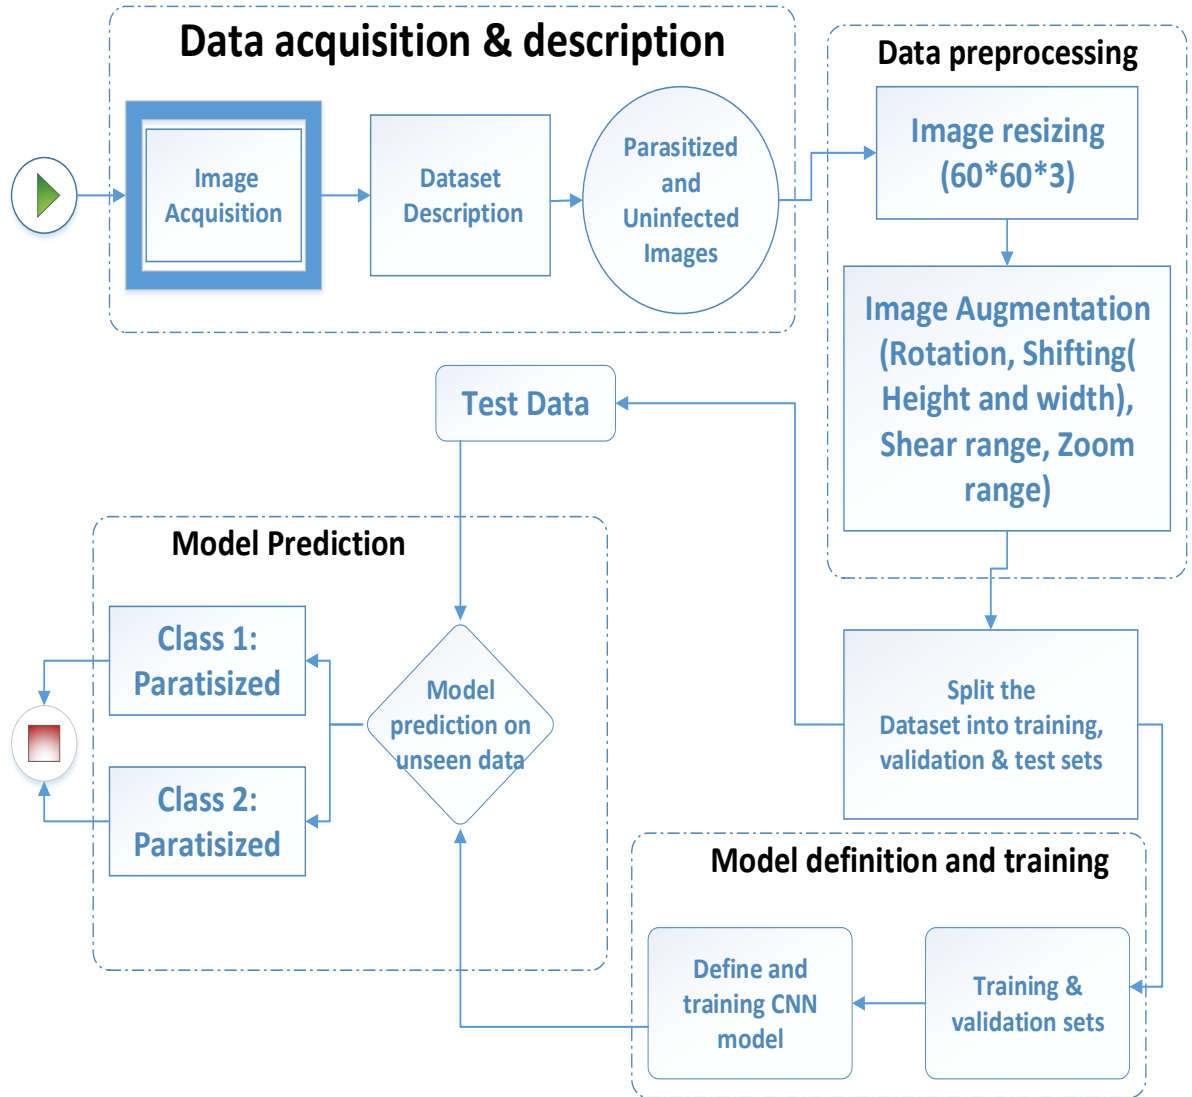 Data acquisition & description
Image
Acquisition
Dataset
Description
Parasitized
and
Uninfected
Images
Data preprocessing
Image resizing
(60*60*3)
Image Augmentation
(Rotation, Shifting(
Height and width),
Shear range, Zoom
range)
Split the
Dataset into training,
validation & test sets
Test Data
Model definition and training
Training &
validation sets
Define and
training CNN
model
Model Prediction
Model
prediction on
unseen data
Class 1:
Paratisized
Class 2:
Paratisized